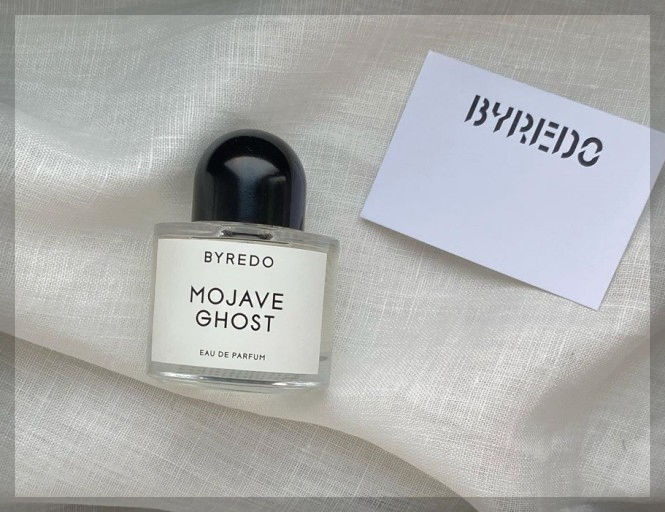 BYREDO
MOJAVE
GHOST
EAU DE PARFUM
BYREDO